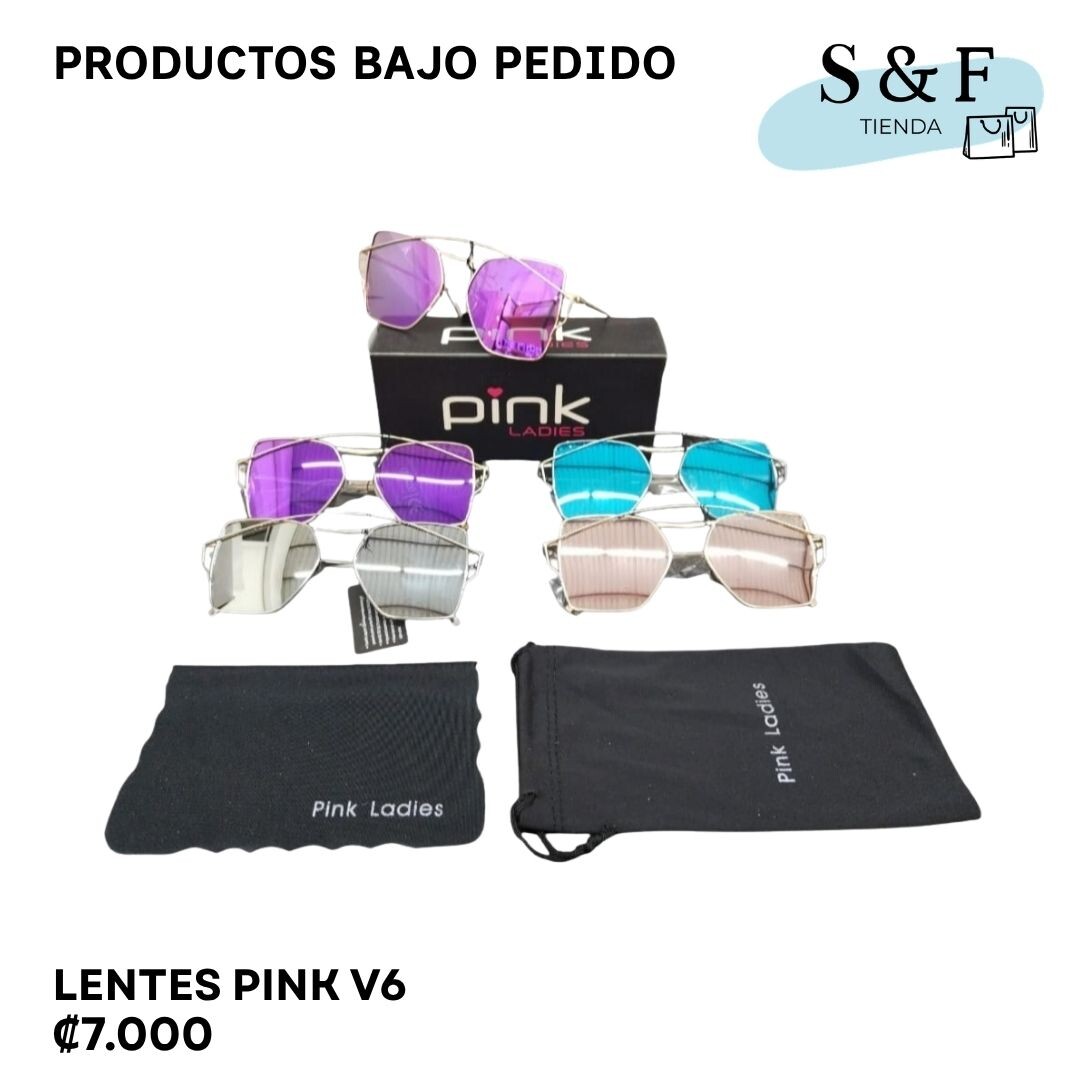 PRODUCTOS BAJO PEDIDO
S & F
TIENDA
pink
LADIES
pink
LADIES
Pink Ladies
Pink Ladies
LENTES PINK V6
₡7.000